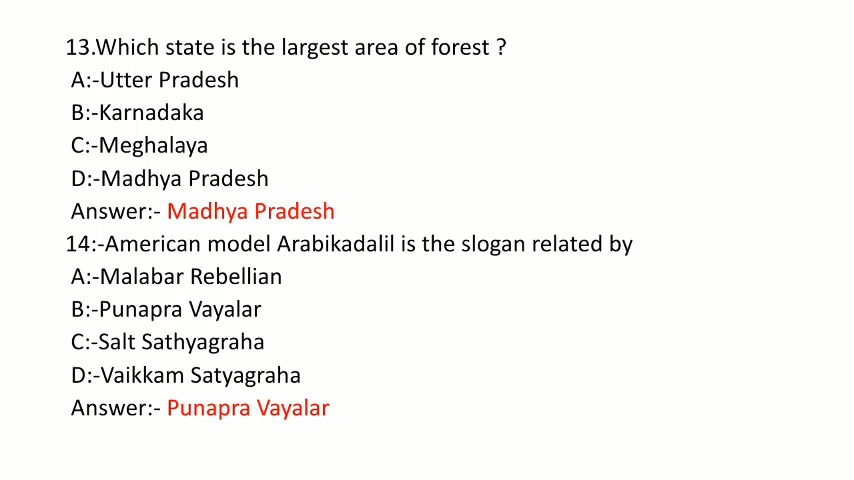 13.Which state is the largest area of forest ?
A:-Utter Pradesh
B:-Karnadaka
C:-Meghalaya
D:-Madhya Pradesh
Answer:- Madhya Pradesh
14:-American model Arabikadalil is the slogan related by
A:-Malabar Rebellian
B:-Punapra Vayalar
C:-Salt Sathyagraha
D:-Vaikkam Satyagraha
Answer:- Punapra Vayalar